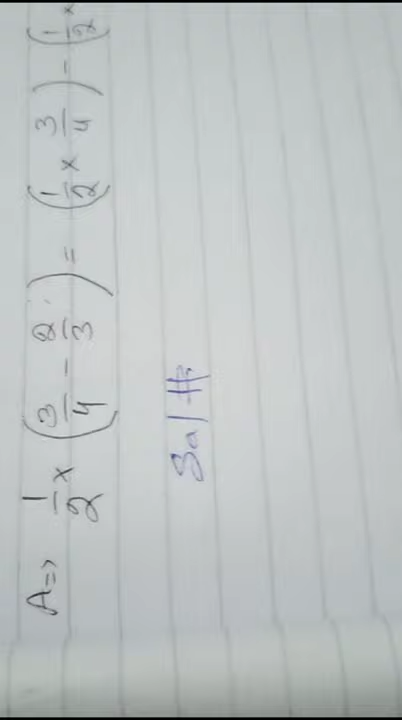 A=> 1/2 × (3/4 - 2/3) = (1/2 × 3/4) - (1/2 ×